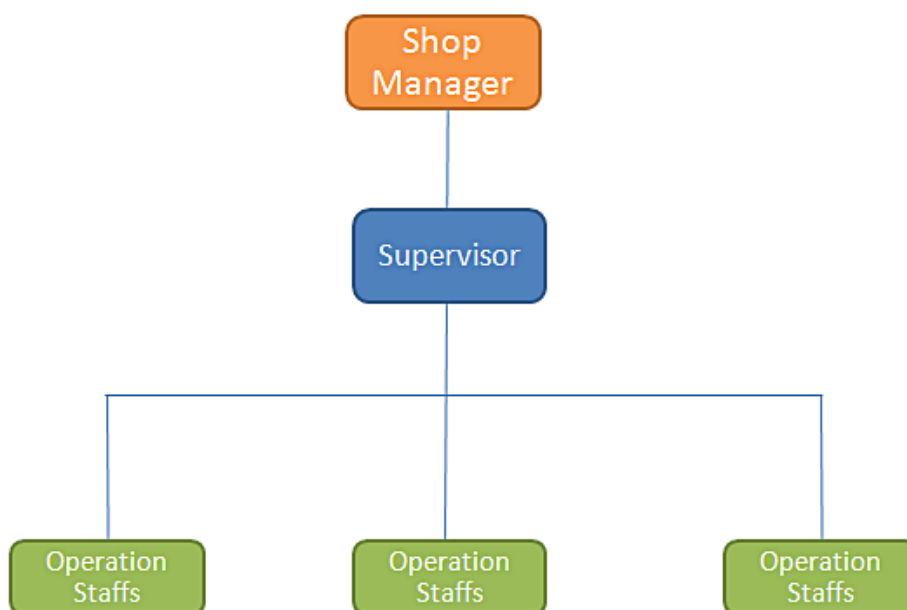 Shop
Manager
Supervisor
Operation
Staffs
Operation
Staffs
Operation
Staffs